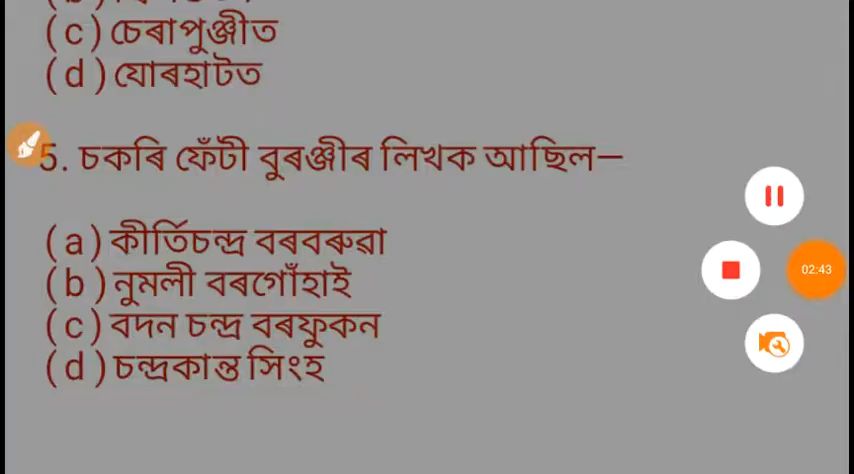 (c) চেৰাপুঞ্জীত
(d) যোৰহাটত
5. চকৰি ফেঁটী বুৰঞ্জীৰ লিখক আছিল—
(a) কীৰ্তিচন্দ্ৰ বৰবৰুৱা
(b) নুমলী বৰগোঁহাই
(c) বদন চন্দ্ৰ বৰফুকন
(d) চন্দ্ৰকান্ত সিংহ
02:43